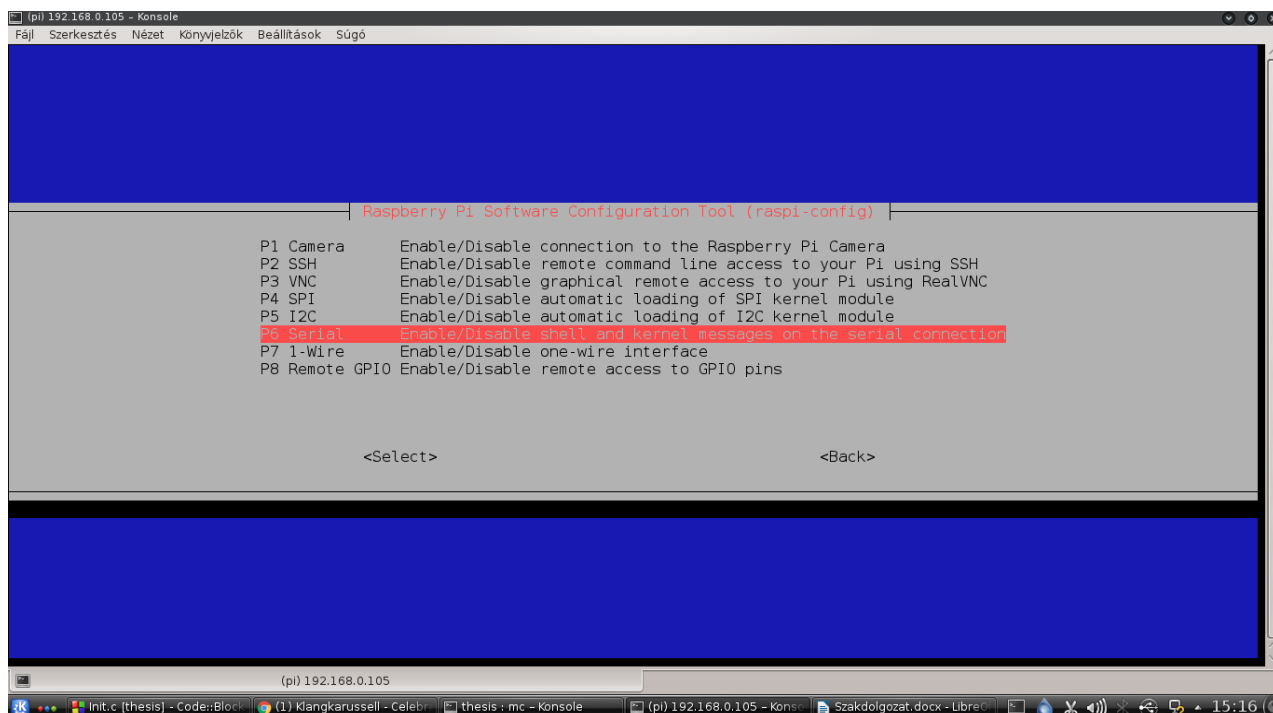 (pi) 192.168.0.105 – Konsole
Fájl Szerkesztés Nézet Könyvjelzők Beállítások Súgó
Raspberry Pi Software Configuration Tool (raspi-config)
P1 Camera Enable/Disable connection to the Raspberry Pi Camera
P2 SSH Enable/Disable remote command line access to your Pi using SSH
P3 VNC Enable/Disable graphical remote access to your Pi using RealVNC
P4 SPI Enable/Disable automatic loading of SPI kernel module
P5 I2C Enable/Disable automatic loading of I2C kernel module
P6 Serial Enable/Disable shell and kernel messages on the serial connection
P7 1-Wire Enable/Disable one-wire interface
P8 Remote GPIO Enable/Disable remote access to GPIO pins
<Select> <Back>
(pi) 192.168.0.105
Init.c [thesis] - Code::Block (1) Klangkarussell - Celebr thesis : mc – Konsole (pi) 192.168.0.105 – Konso Szakdolgozat.docx - LibreO 15:16